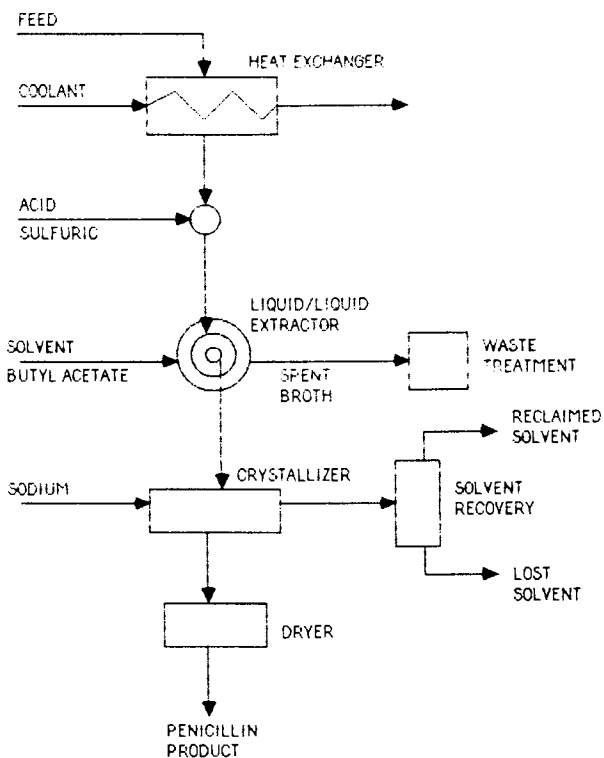 FEED
HEAT EXCHANGER
COOLANT
ACID
SULFURIC
LIQUID/LIQUID
EXTRACTOR
SOLVENT
BUTYL ACETATE
SPENT
BROTH
WASTE
TREATMENT
RECLAIMED
SOLVENT
CRYSTALLIZER
SODIUM
SOLVENT
RECOVERY
LOST
SOLVENT
DRYER
PENICILLIN
PRODUCT